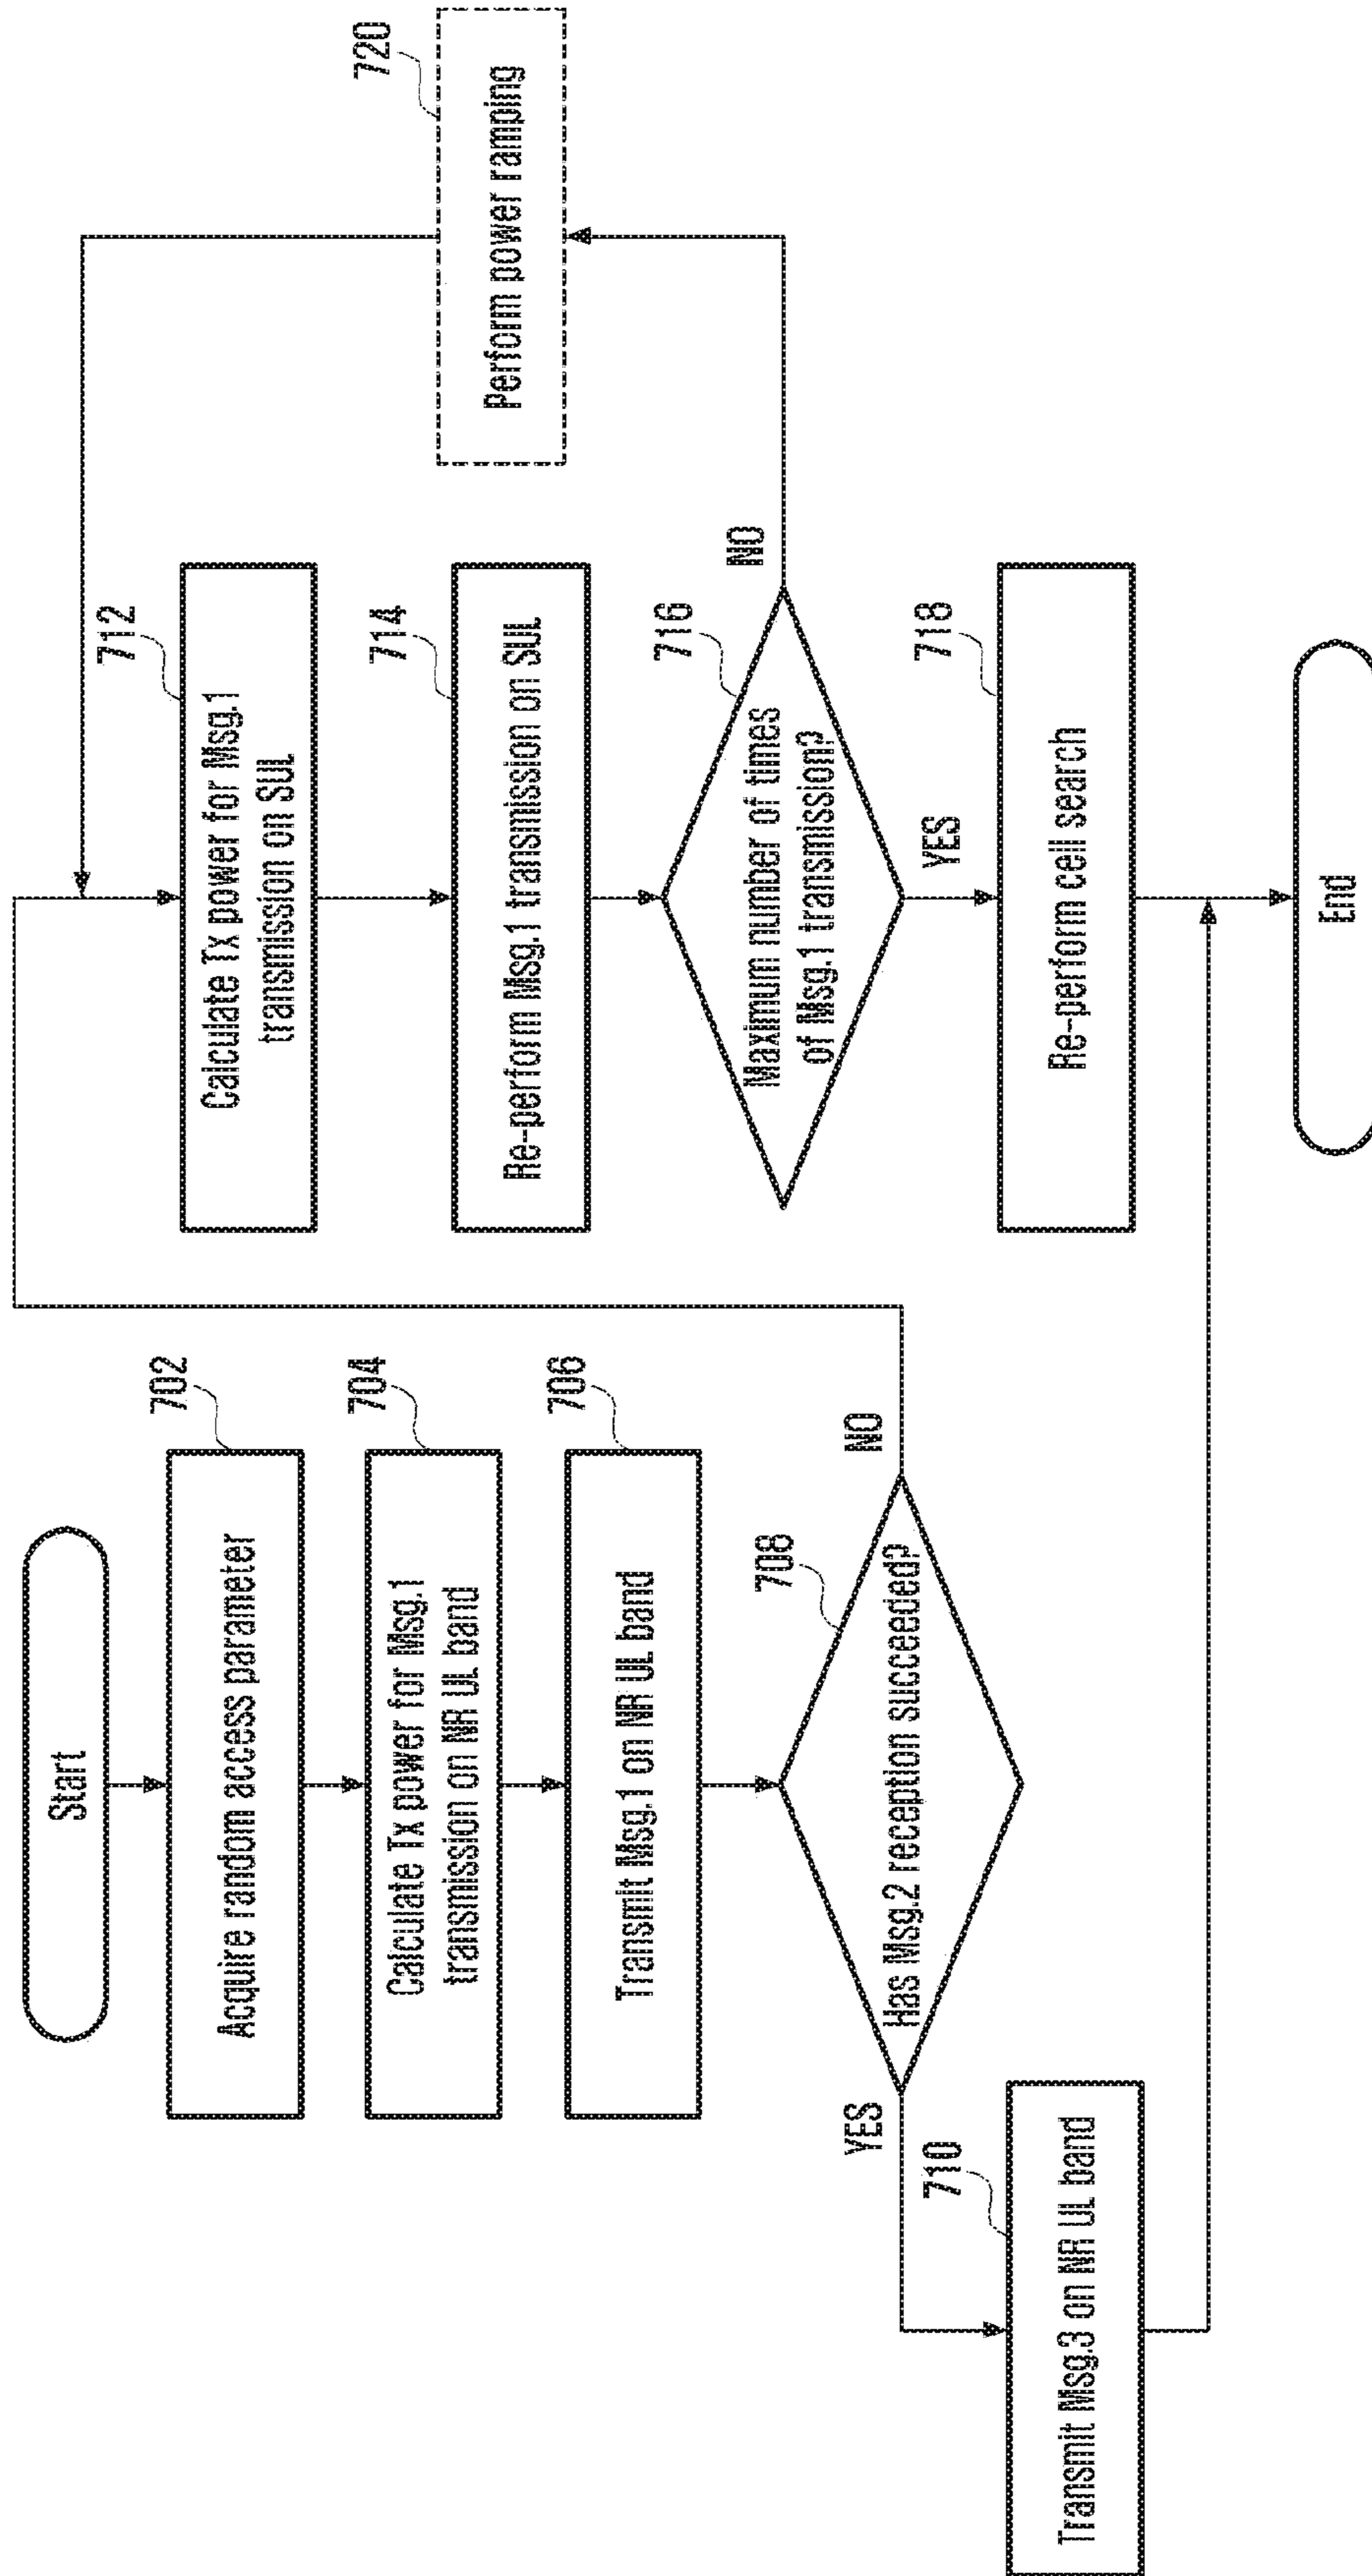 Start
702
Acquire random access parameter
704
Calculate Tx power for Msg.1
transmission on NR UL band
706
Transmit Msg.1 on NR UL band
708
Has Msg.2 reception succeeded?
YES
NO
710
Transmit Msg.3 on NR UL band
712
Calculate Tx power for Msg.1
transmission on SUL
714
Re-perform Msg.1 transmission on SUL
716
Maximum number of times
of Msg.1 transmission?
NO
YES
718
Re-perform cell search
720
Perform power ramping
End